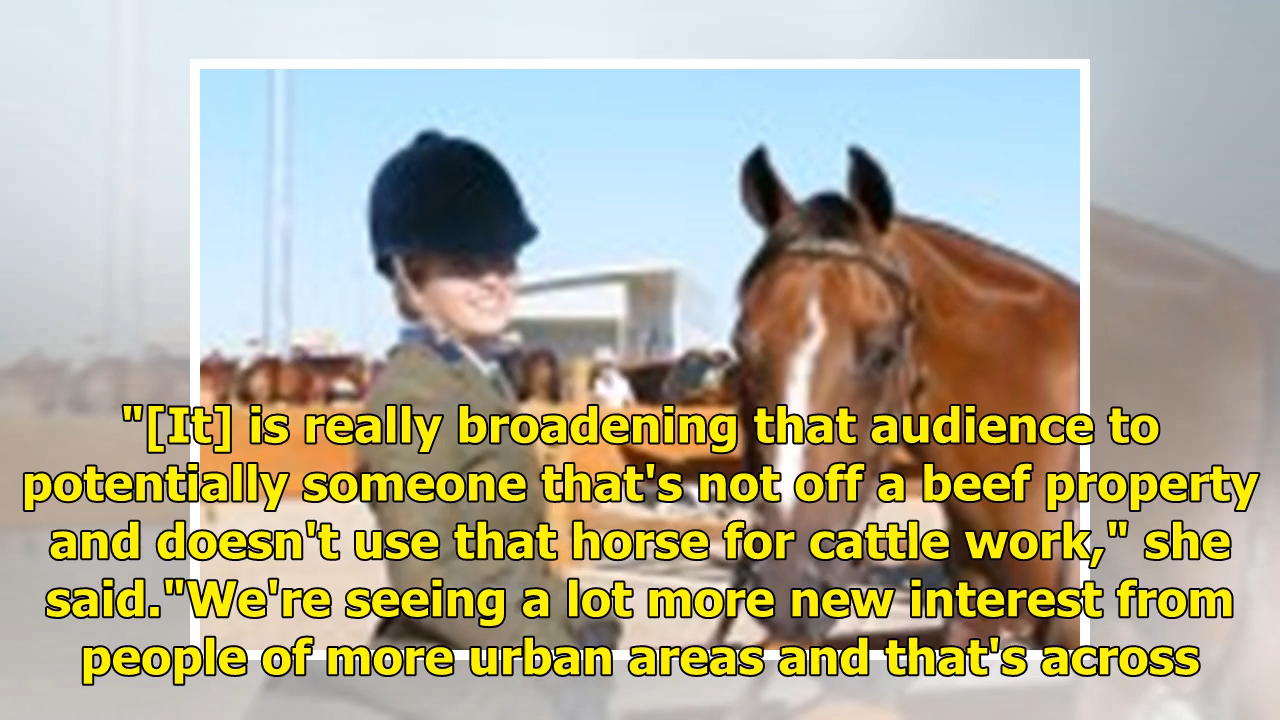 "[It] is really broadening that audience to
potentially someone that's not off a beef property
and doesn't use that horse for cattle work," she
said."We're seeing a lot more new interest from
people of more urban areas and that's across